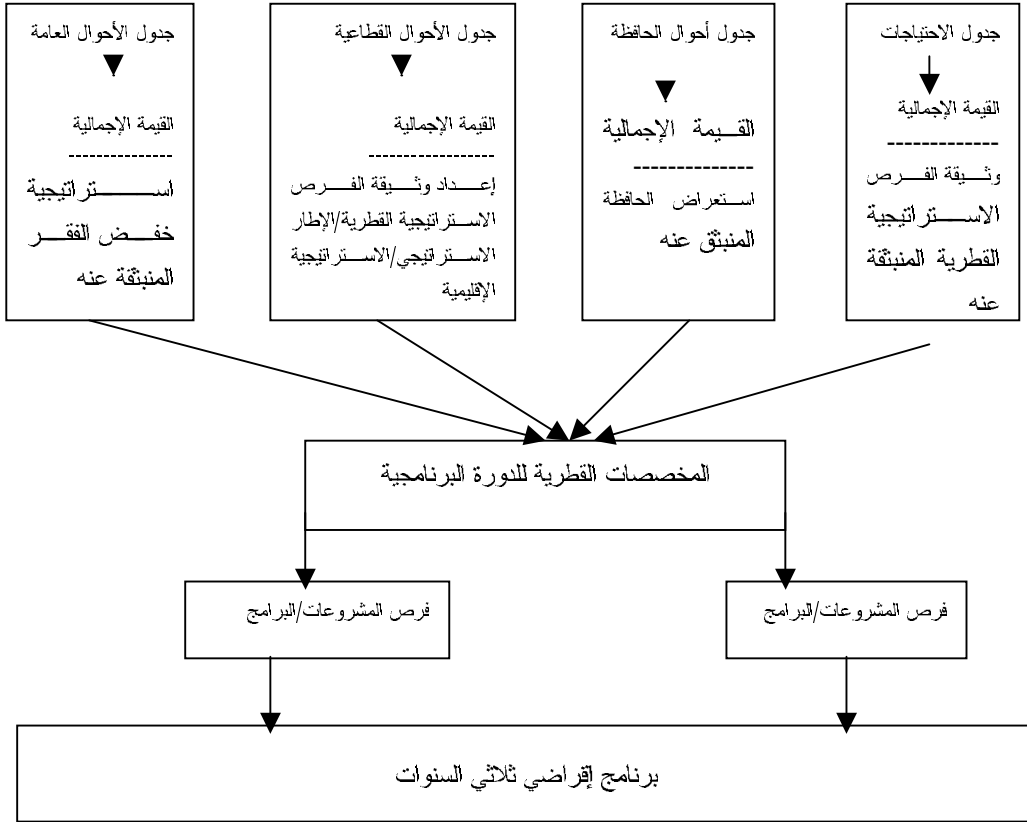 جدول الاحتياجات
القيمة الإجمالية
-------------
وثيقة الفرص
الاستراتيجية
القطرية المنبثقة
عنه
جدول أحوال الحافظة
القيمة الإجمالية
---------------
استعراض الحافظة
المنبثق عنه
جدول الأحوال القطاعية
القيمة الإجمالية
------------------
إعداد وثيقة الفرص
الاستراتيجية القطرية/الإطار
الاستراتيجي/الاستراتيجية
الإقليمية
جدول الأحوال العامة
القيمة الإجمالية
---------------
استراتيجية
خفض الفقر
المنبثقة عنه
المخصصات القطرية للدورة البرنامجية
فرص المشروعات/البرامج
فرص المشروعات/البرامج
برنامج إقراضي ثلاثي السنوات